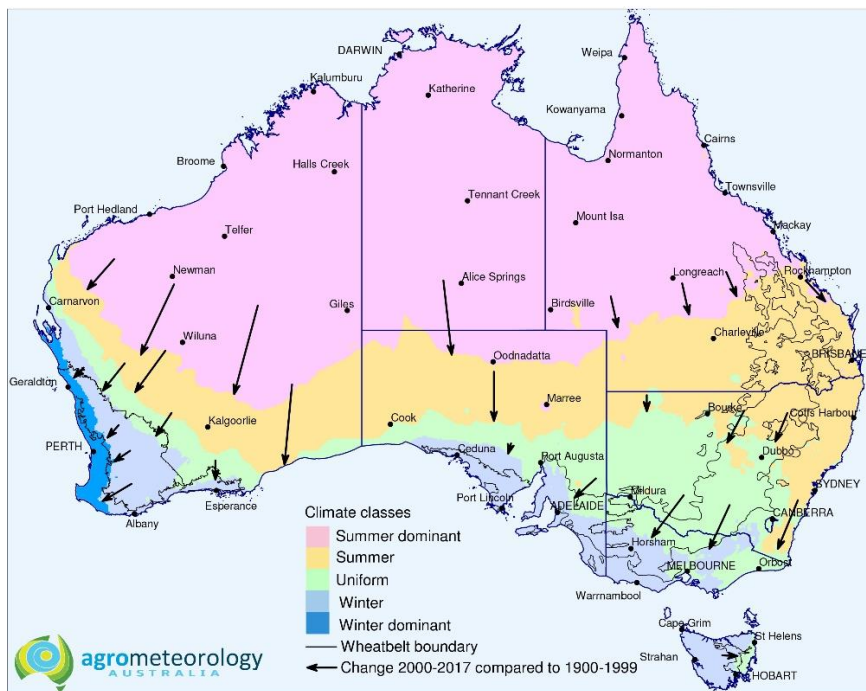 DARWIN
Weipa
Kalumburu
Katherine
Kowanyama
Cairns
Broome
Halls Creek
Normanton
Tennant Creek
Townsville
Port Hedland
Telfer
Mount Isa
Mackay
Newman
Alice Springs
Longreach
Rockhampton
Carnarvon
Giles
Birdsville
Wiluna
Charleville
BRISBANE
Oodnadatta
Geraldton
Marree
Bourke
Coffs Harbour
Kalgoorlie
Cook
PERTH
Ceduna
Port Augusta
Dubbo
Esperance
Port Lincoln
ADELAIDE
Mildura
SYDNEY
Albany
CANBERRA
Horsham
MELBOURNE
Orbost
Warrnambool
Climate classes
Summer dominant
Summer
Uniform
Winter
Winter dominant
Wheatbelt boundary
Change 2000-2017 compared to 1900-1999
Cape Grim
St Helens
Strahan
HOBART
agrometeorology
AUSTRALIA